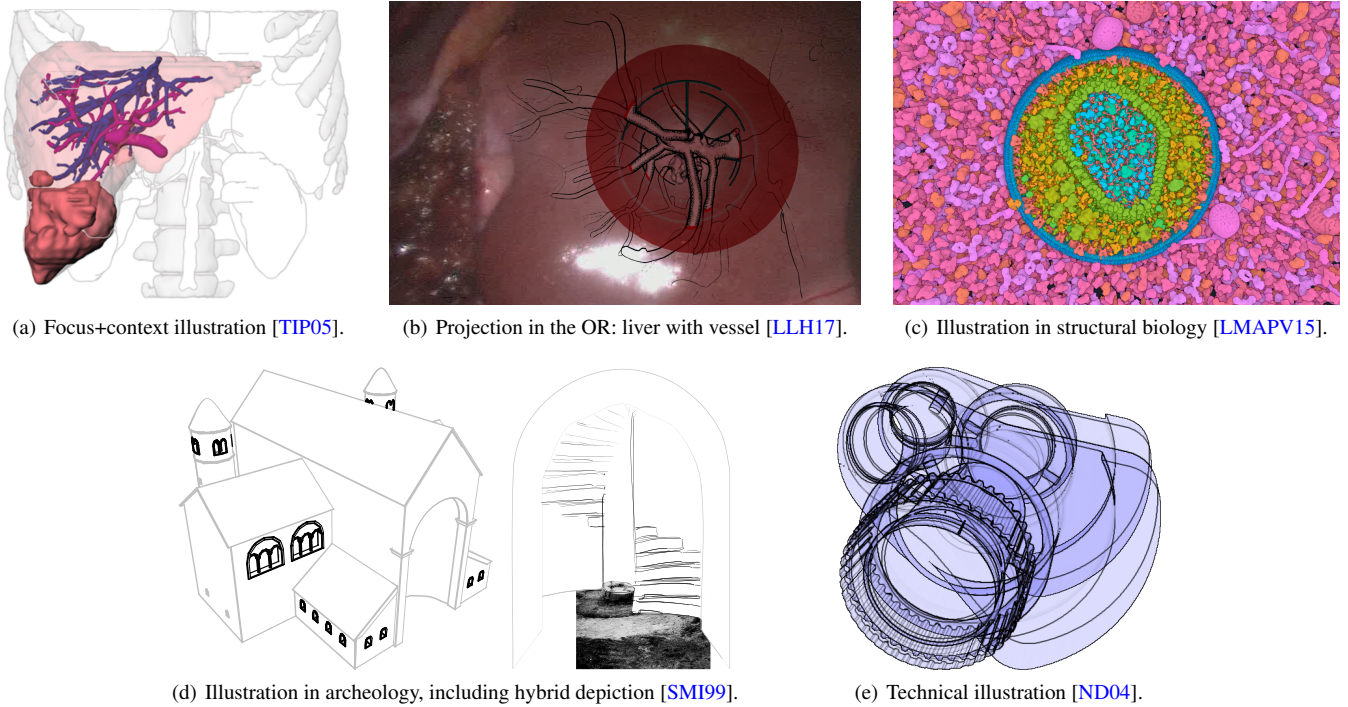 (a) Focus+context illustration [TIP05].
(b) Projection in the OR: liver with vessel [LLH17].
(c) Illustration in structural biology [LMAPV15].
(d) Illustration in archeology, including hybrid depiction [SMI99].
(e) Technical illustration [ND04].